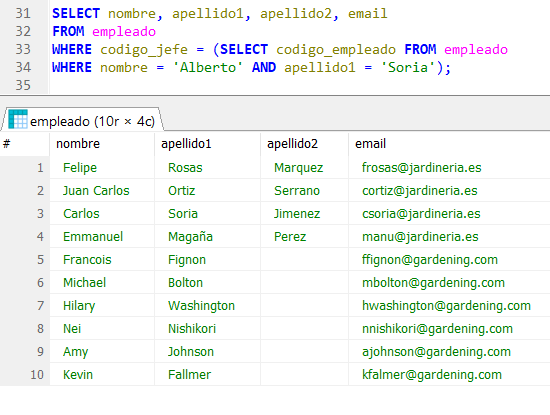 31 SELECT nombre, apellido1, apellido2, email
32 FROM empleado
33 WHERE codigo_jefe = (SELECT codigo_empleado FROM empleado
34 WHERE nombre = 'Alberto' AND apellido1 = 'Soria');
35
empleado (10r × 4c)
# nombre apellido1 apellido2 email
1 Felipe Rosas Marquez frosas@jardineria.es
2 Juan Carlos Ortiz Serrano cortiz@jardineria.es
3 Carlos Soria Jimenez csoria@jardineria.es
4 Emmanuel Magaña Perez manu@jardineria.es
5 Francois Fignon ffignon@gardening.com
6 Michael Bolton mbolton@gardening.com
7 Hilary Washington hwashington@gardening.com
8 Nei Nishikori nnishikori@gardening.com
9 Amy Johnson ajohnson@gardening.com
10 Kevin Fallmer kfalmer@gardening.com